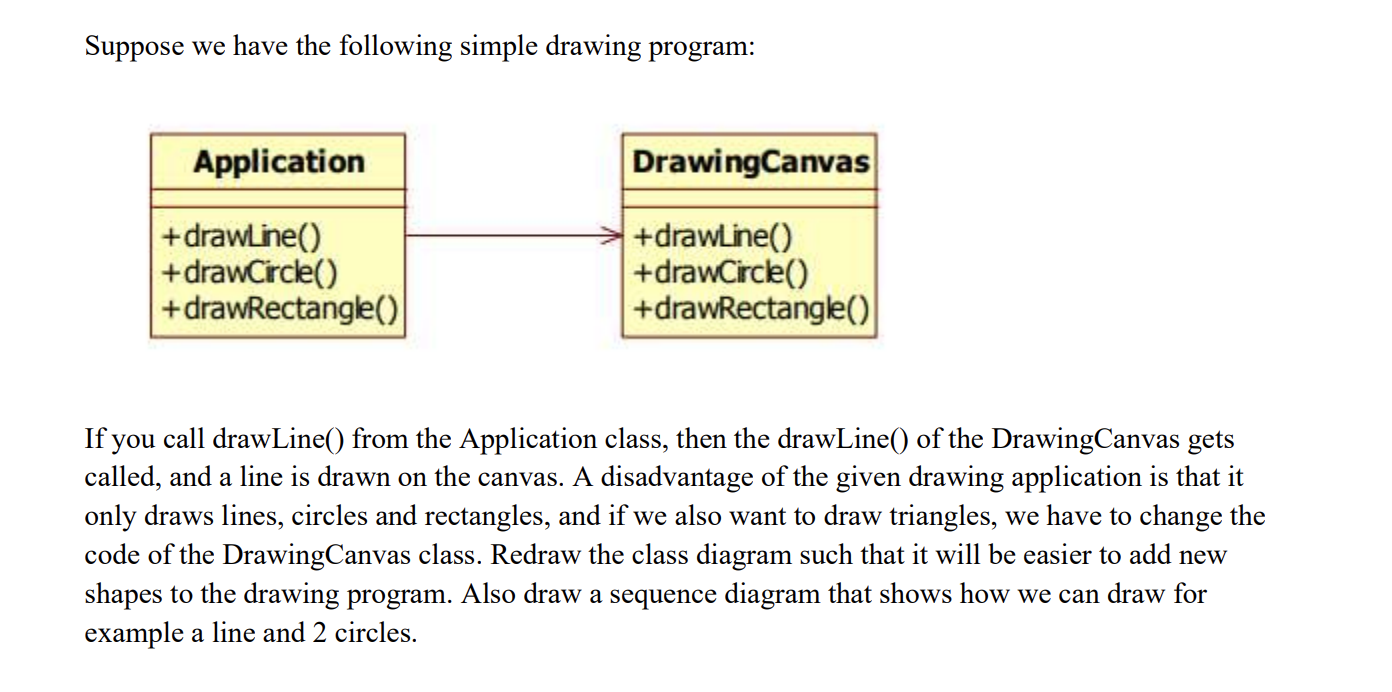 Suppose we have the following simple drawing program:
Application
+drawLine()
+drawCircle()
+drawRectangle()
DrawingCanvas
+drawLine()
+drawCircle()
+drawRectangle()
If you call drawLine() from the Application class, then the drawLine() of the DrawingCanvas gets
called, and a line is drawn on the canvas. A disadvantage of the given drawing application is that it
only draws lines, circles and rectangles, and if we also want to draw triangles, we have to change the
code of the DrawingCanvas class. Redraw the class diagram such that it will be easier to add new
shapes to the drawing program. Also draw a sequence diagram that shows how we can draw for
example a line and 2 circles.